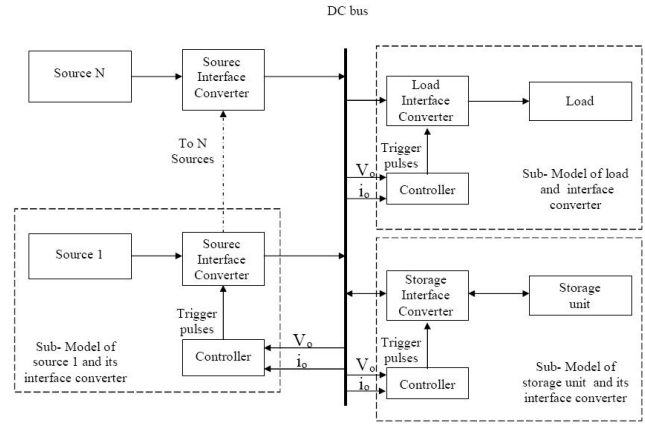 DC bus
Source N
Sourec
Interface
Converter
To N
Sources
Source 1
Sourec
Interface
Converter
Trigger
pulses
Controller
Vo
io
Sub- Model of
source 1 and its
interface converter
Load
Interface
Converter
Load
Trigger
pulses
Vo
io
Controller
Sub- Model of load
and interface
converter
Storage
Interface
Converter
Storage
unit
Trigger
pulses
Vo
io
Controller
Sub- Model of
storage unit and its
interface converter